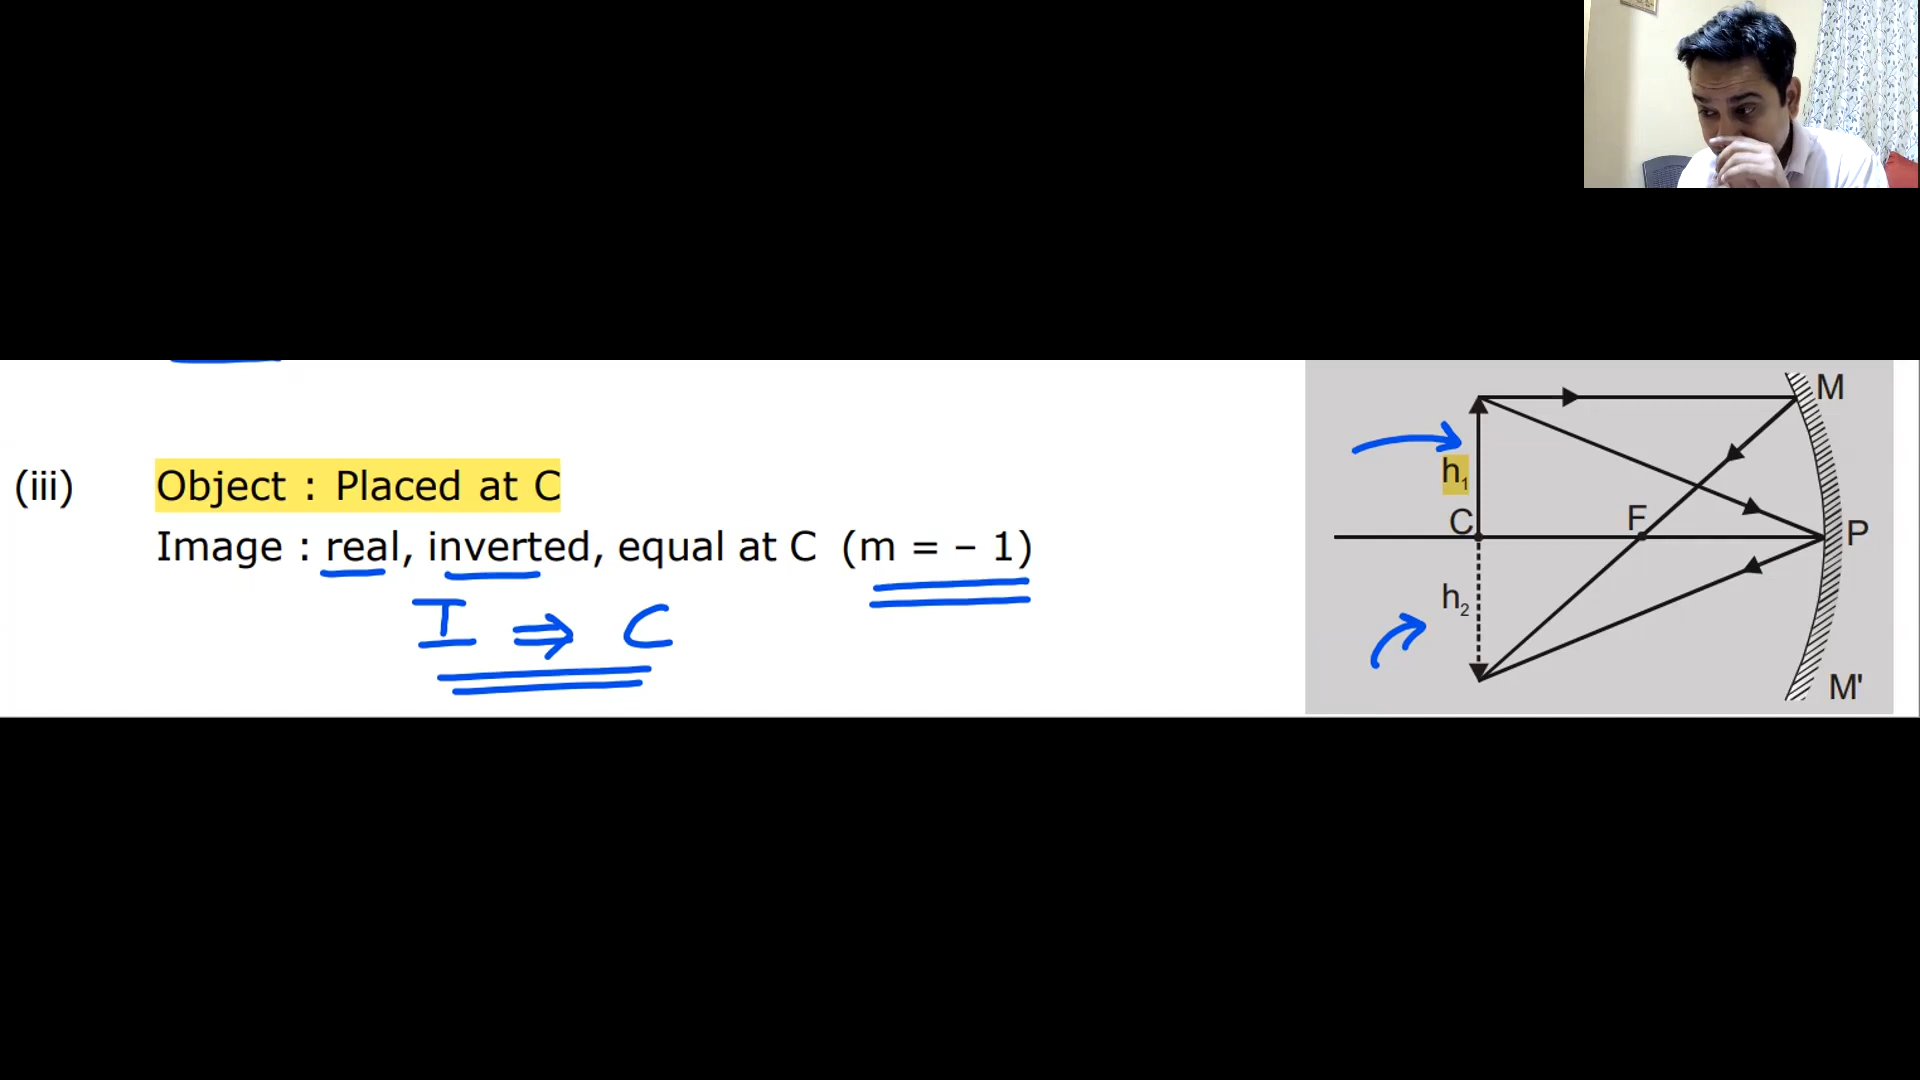 (iii) Object : Placed at C
Image : real, inverted, equal at C (m = – 1)
I ⇒ C
M
h₁
C
F
P
h₂
M'